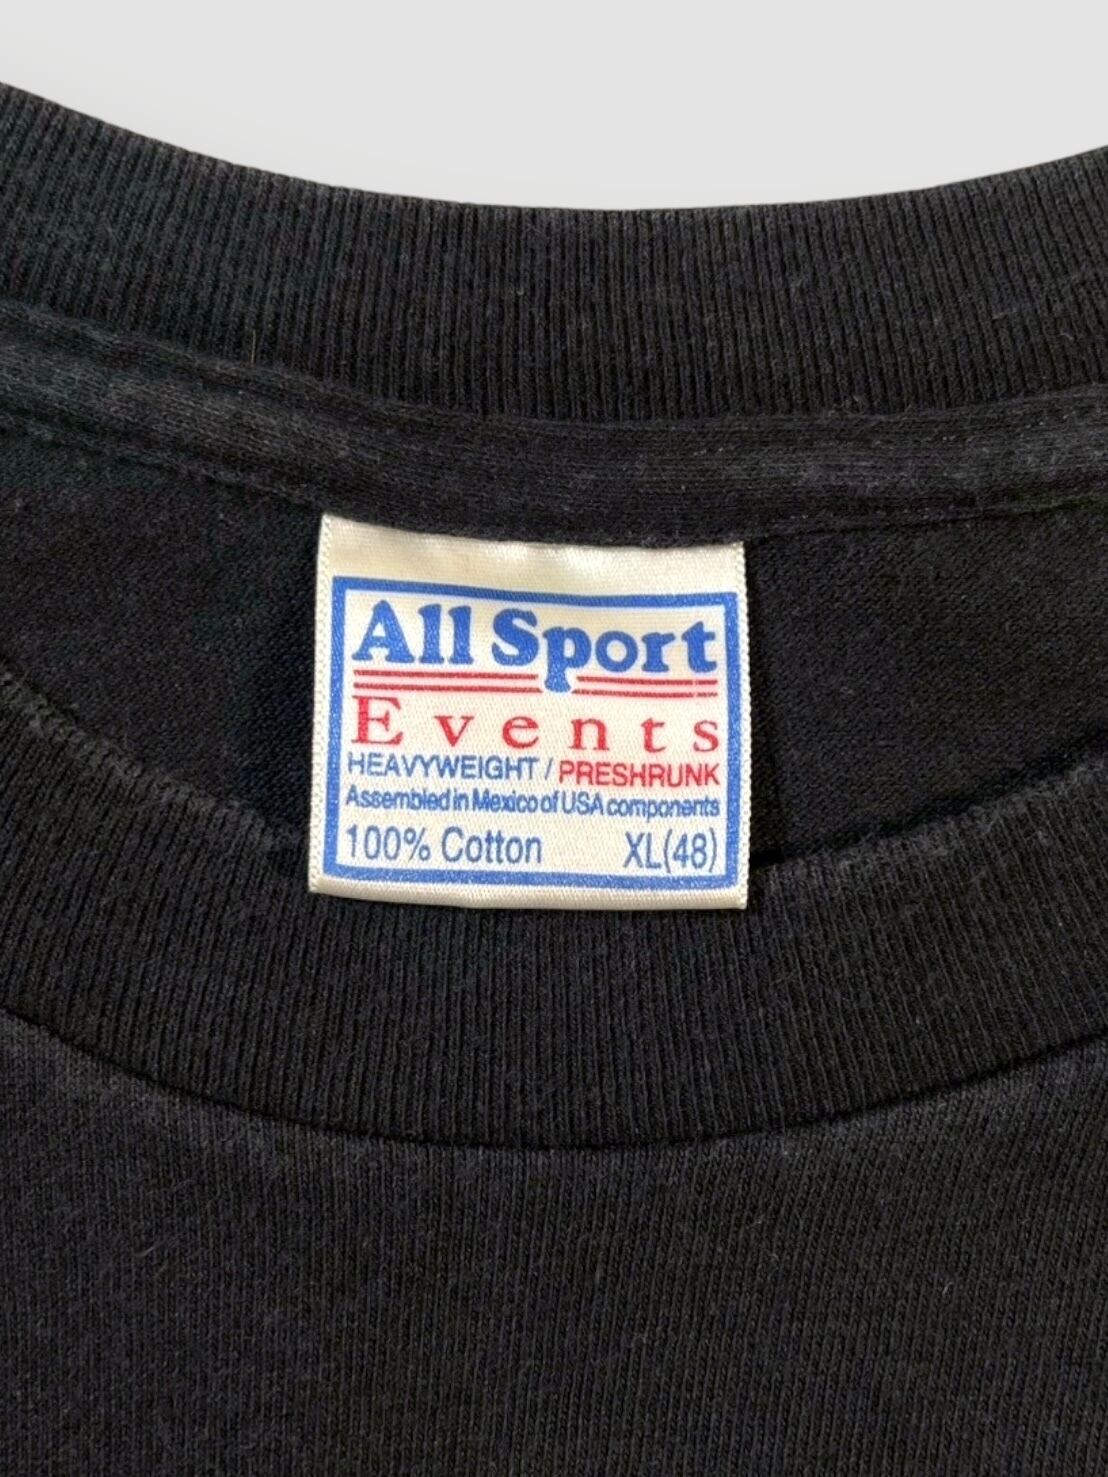 All Sport
Events
HEAVYWEIGHT / PRESHRUNK
Assembled in Mexico of USA components
100% Cotton XL(48)